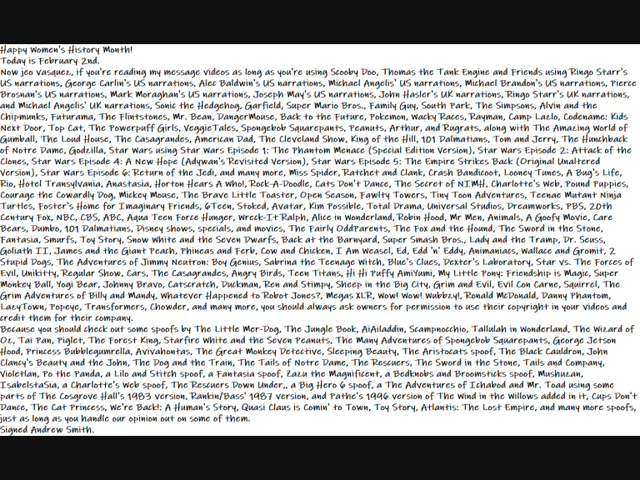 Happy Women's History Month!
Today is February 2nd.
Now jeo vasquez, if you're reading my message videos as long as you're using Scooby Doo, Thomas the Tank Engine and Friends using Ringo Starr's
US narrations, George Carlin's US narrations, Alec Baldwin's US narrations, Michael Angelis' US narrations, Michael Brandon's US narrations, Pierce
Brosnan's US narrations, Mark Moraghan's US narrations, Joseph May's US narrations, John Hasler's UK narrations, Ringo Starr's UK narrations,
and Michael Angelis' UK narrations, Sonic the Hedgehog, Garfield, Super Mario Bros., Family Guy, South Park, The Simpsons, Alvin and the
Chipmunks, Futurama, The Flintstones, Mr. Bean, DangerMouse, Back to the Future, Pokemon, Wacky Races, Rayman, Camp Lazlo, Codename: Kids
Next Door, Top Cat, The Powerpuff Girls, VeggieTales, Spongebob Squarepants, Peanuts, Arthur, and Rugrats, along with The Amazing World of
Gumball, The Loud House, The Casagrandes, American Dad, The Cleveland Show, King of the Hill, 101 Dalmatians, Tom and Jerry, The Hunchback
of Notre Dame, Godzilla, Star Wars using Star Wars Episode 1: The Phantom Menace (Special Edition Version), Star Wars Episode 2: Attack of the
Clones, Star Wars Episode 4: A New Hope (Adywan's Revisited Version), Star Wars Episode 5: The Empire Strikes Back (Original Unaltered
Version), Star Wars Episode 6: Return of the Jedi, and many more, Miss Spider, Ratchet and Clank, Crash Bandicoot, Looney Tunes, A Bug's Life,
Rio, Hotel Transylvania, Anastasia, Horton Hears A Who!, Rock-A-Doodle, Cats Don't Dance, The Secret of NIMH, Charlotte's Web, Pound Puppies,
Courage the Cowardly Dog, Mickey Mouse, The Brave Little Toaster, Open Season, Fawlty Towers, Tiny Toon Adventures, Teenae Mutant Ninja
Turtles, Foster's Home for Imaginary Friends, 6Teen, Stoked, Avatar, Kim Possible, Total Drama, Universal Studios, Dreamworks, PBS, 20th
Century Fox, NBC, CBS, ABC, Aqua Teen Force Hunger, Wreck-It Ralph, Alice in Wonderland, Robin Hood, Mr Men, Animals, A Goofy Movie, Care
Bears, Dumbo, 101 Dalmatians, Disney shows, specials, and movies, The Fairly OddParents, The Fox and the Hound, The Sword in the Stone,
Fantasia, Smurfs, Toy Story, Snow White and the Seven Dwarfs, Back at the Barnyard, Super Smash Bros., Lady and the Tramp, Dr. Seuss,
Goliath II, James and the Giant Peach, Phineas and Ferb, Cow and Chicken, I Am Weasel, Ed, Edd 'n' Eddy, Animaniacs, Wallace and Gromit, 2
Stupid Dogs, The Adventures of Jimmy Neutron: Boy Genius, Sabrina the Teenage Witch, Blue's Clues, Dexter's Laboratory, Star vs. The Forces of
Evil, Unikitty, Regular Show, Cars, The Casagrandes, Angry Birds, Teen Titans, Hi Hi Puffy AmiYumi, My Little Pony: Friendship is Magic, Super
Monkey Ball, Yogi Bear, Johnny Bravo, Catscratch, Duckman, Ren and Stimpy, Sheep in the Big City, Grim and Evil, Evil Con Carne, Squirrel, The
Grim Adventures of Billy and Mandy, Whatever Happened to Robot Jones?, Megas XLR, Wow! Wow! Wubbzy!, Ronald McDonald, Danny Phantom,
LazyTown, Popeye, Transformers, Chowder, and many more, you should always ask owners for permission to use their copyright in your videos and
credit them for their company.
Because you should check out some spoofs by The Little Mer-Dog, The Jungle Book, AiAiladdin, Scampnocchio, Tallulah in Wonderland, The Wizard of
Oz, Tai Pan, Piglet, The Forest King, Starfire White and the Seven Peanuts, The Many Adventures of Spongebob Squarepants, George Jetson
Hood, Princess Bubblegumrella, Avivahontas, The Great Monkey Detective, Sleeping Beauty, The Aristocats spoof, The Black Cauldron, John
Clancy's Beauty and the John, The Dog and the Train, The Tails of Notre Dame, The Rescuers, The Sword in the Stone, Tails and Company,
Violetlan, Po the Panda, a Lilo and Stitch spoof, a Fantasia spoof, Zazu the Magnificent, a Bedknobs and Broomsticks spoof, Mushuzan,
IsabelstaSia, a Charlotte's Web spoof, The Rescuers Down Under,, a Big Hero 6 spoof, a The Adventures of Ichabod and Mr. Toad using some
parts of The Cosgrove Hall's 1983 version, Rankin/Bass' 1987 version, and Pathe's 1996 version of The Wind in the Willows added in it, Cups Don't
Dance, The Cat Princess, We're Back!: A Human's Story, Quasi Claus is Comin' to Town, Toy Story, Atlantis: The Lost Empire, and many more spoofs,
just as long as you handle our opinion out on some of them.
Signed Andrew Smith.